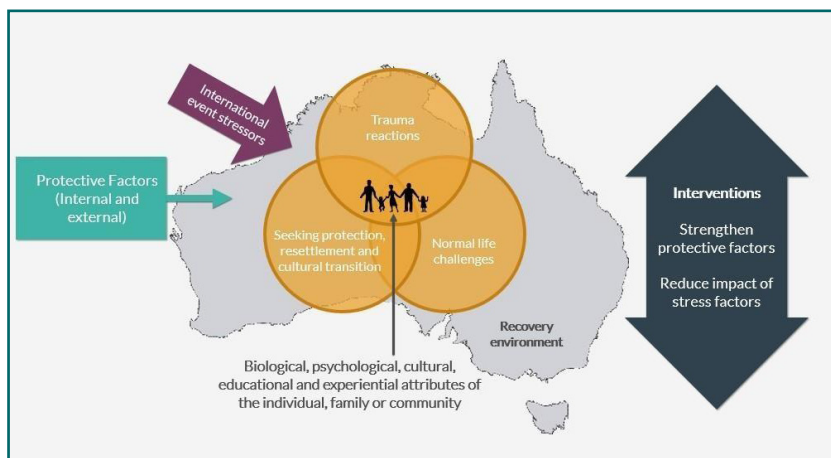 International
event stressors
Trauma
reactions
Protective Factors
(Internal and
external)
Seeking protection,
resettlement and
cultural transition
Normal life
challenges
Interventions
Strengthen
protective factors
Reduce impact of
stress factors
Recovery
environment
Biological, psychological, cultural,
educational and experiential attributes of
the individual, family or community